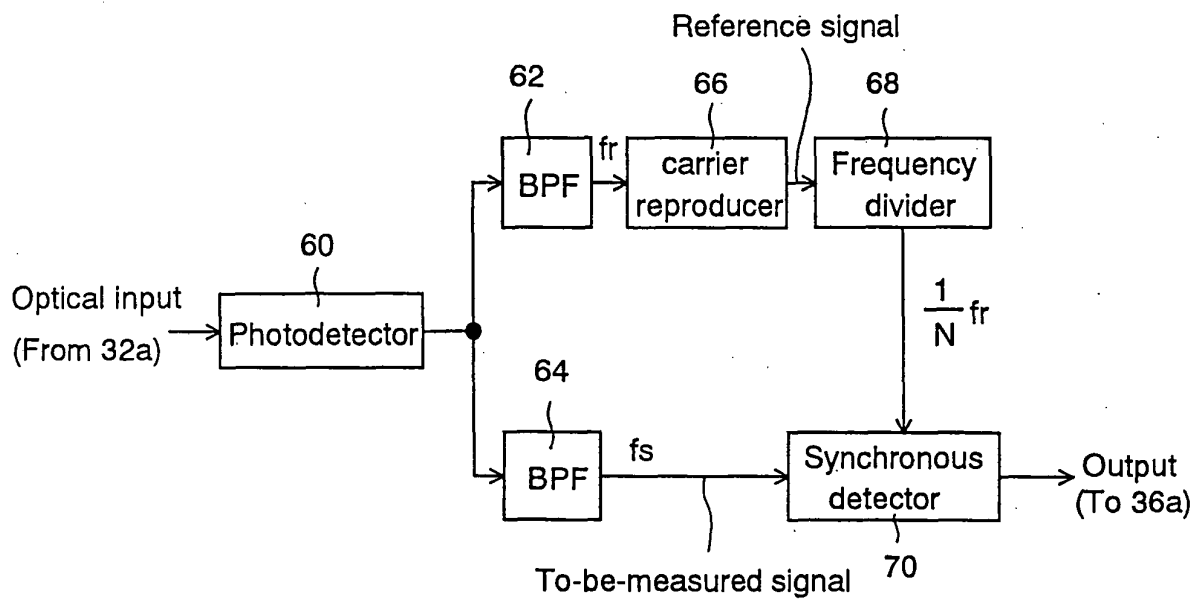 Reference signal
62
66
68
BPF
fr
carrier
reproducer
Frequency
divider
60
Optical input
(From 32a)
Photodetector
1
N
fr
64
BPF
fs
Synchronous
detector
Output
(To 36a)
70
To-be-measured signal